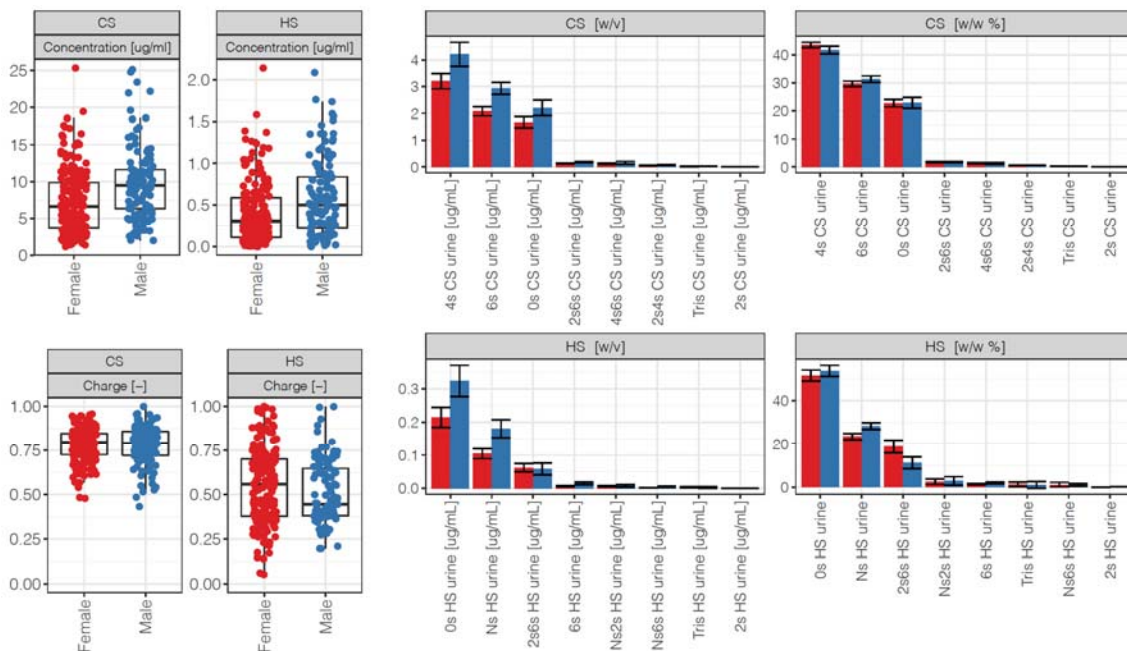 CS
Concentration [ug/ml]
25
20
15
10
5
0
Female
Male
HS
Concentration [ug/ml]
2.0
1.5
1.0
0.5
0.0
Female
Male
CS [w/v]
4
3
2
1
0
4s CS urine [ug/mL]
6s CS urine [ug/mL]
0s CS urine [ug/mL]
2s6s CS urine [ug/mL]
4s6s CS urine [ug/mL]
2s4s CS urine [ug/mL]
Tris CS urine [ug/mL]
2s CS urine [ug/mL]
CS [w/w %]
40
30
20
10
0
4s CS urine
6s CS urine
0s CS urine
2s6s CS urine
4s6s CS urine
2s4s CS urine
Tris CS urine
2s CS urine
CS
Charge [–]
1.00
0.75
0.50
0.25
0.00
Female
Male
HS
Charge [–]
1.00
0.75
0.50
0.25
0.00
Female
Male
HS [w/v]
0.3
0.2
0.1
0.0
0s HS urine [ug/mL]
Ns HS urine [ug/mL]
2s6s HS urine [ug/mL]
6s HS urine [ug/mL]
Ns2s HS urine [ug/mL]
Ns6s HS urine [ug/mL]
Tris HS urine [ug/mL]
2s HS urine [ug/mL]
HS [w/w %]
40
20
0
0s HS urine
Ns HS urine
2s6s HS urine
Ns2s HS urine
6s HS urine
Tris HS urine
Ns6s HS urine
2s HS urine